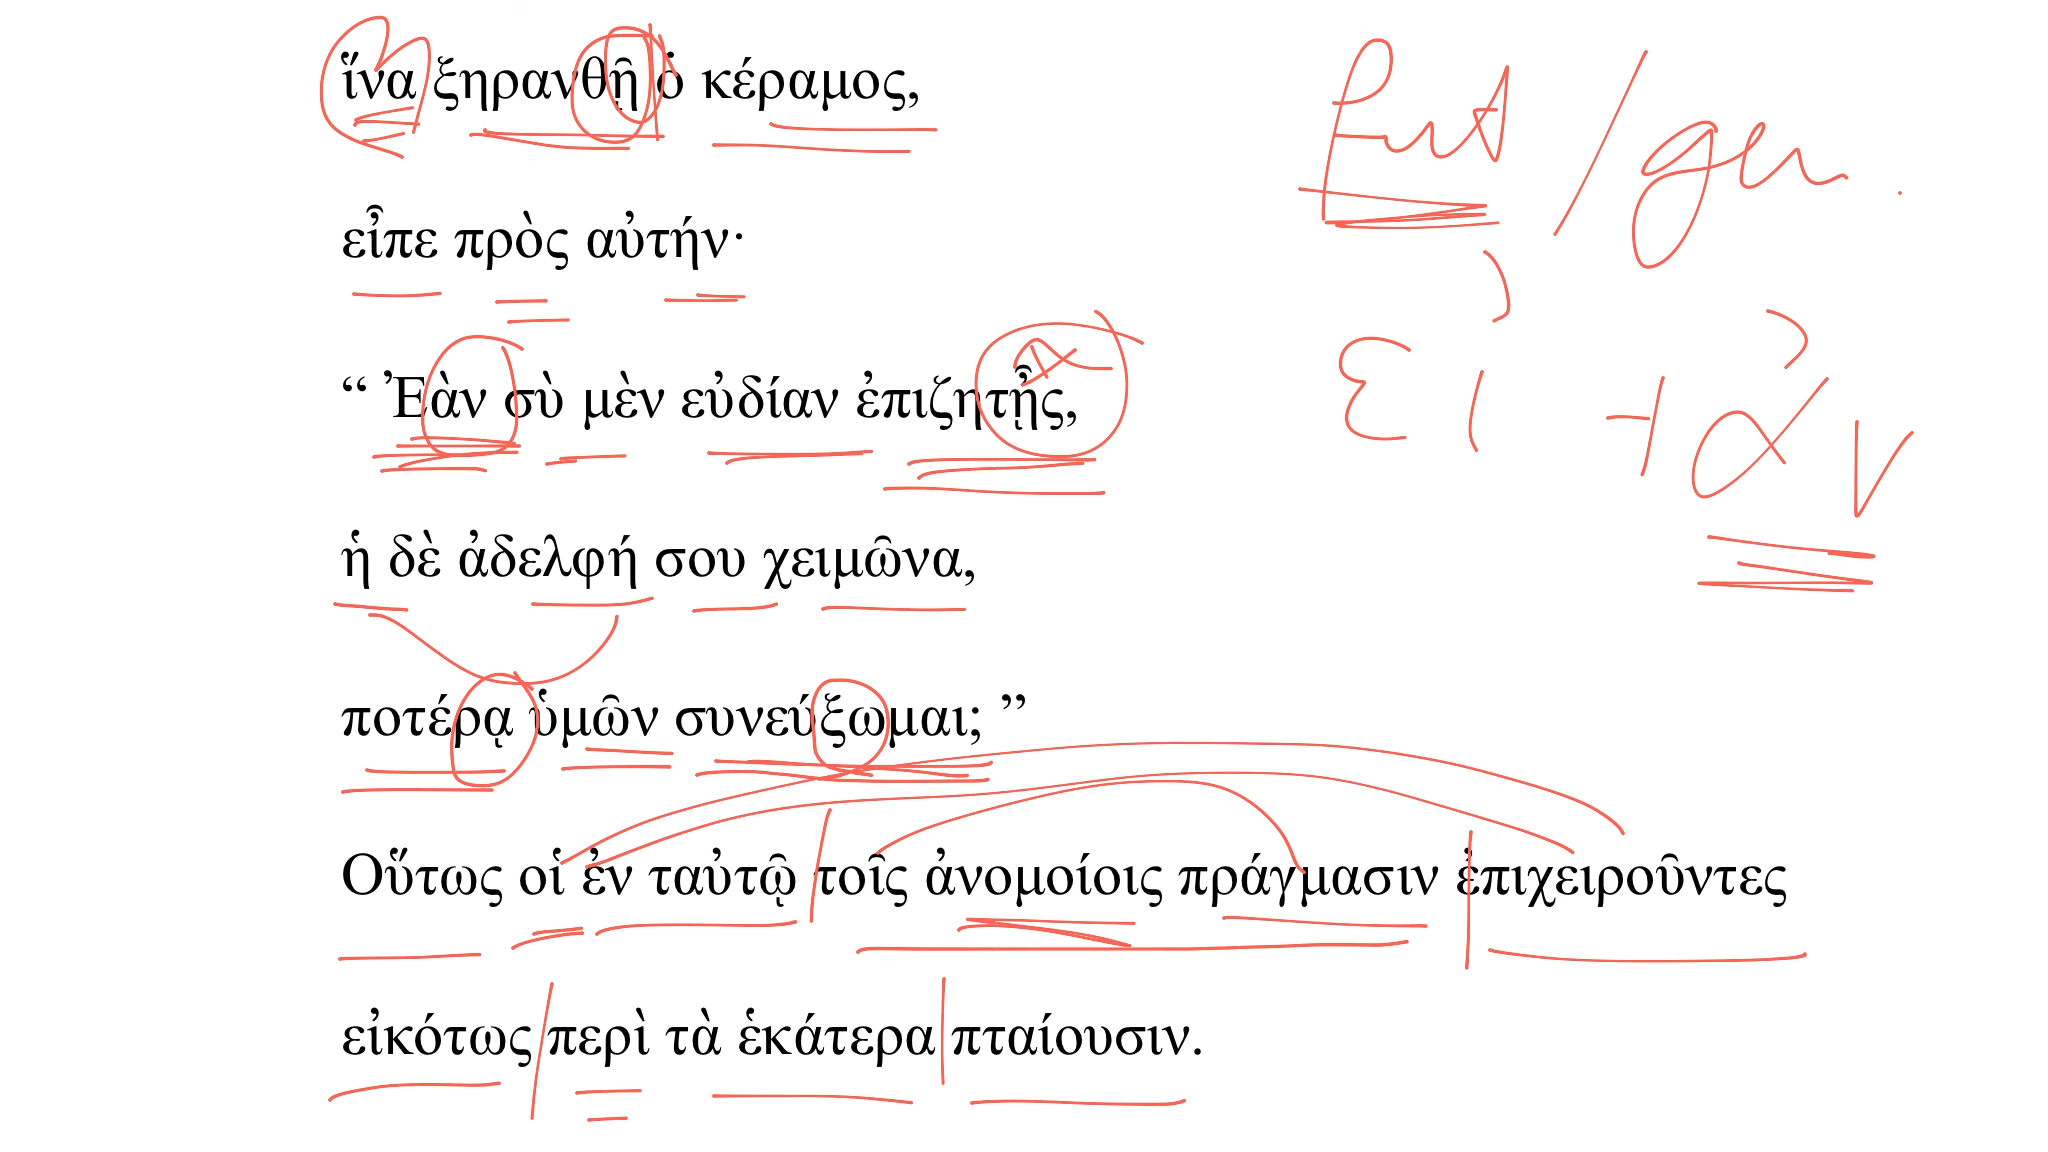 ἵνα ξηρανθῇ ὁ κέραμος,
fut / gen.
εἶπε πρὸς αὐτήν·
“ Ἐὰν σὺ μὲν εὐδίαν ἐπιζητῇς,
εἰ + ἄν
ἡ δὲ ἀδελφή σου χειμῶνα,
ποτέρᾳ ὑμῶν συνεύξωμαι; ”
Οὕτως οἱ ἐν ταὐτῷ τοῖς ἀνομοίοις πράγμασιν ἐπιχειροῦντες
εἰκότως περὶ τὰ ἑκάτερα πταίουσιν.